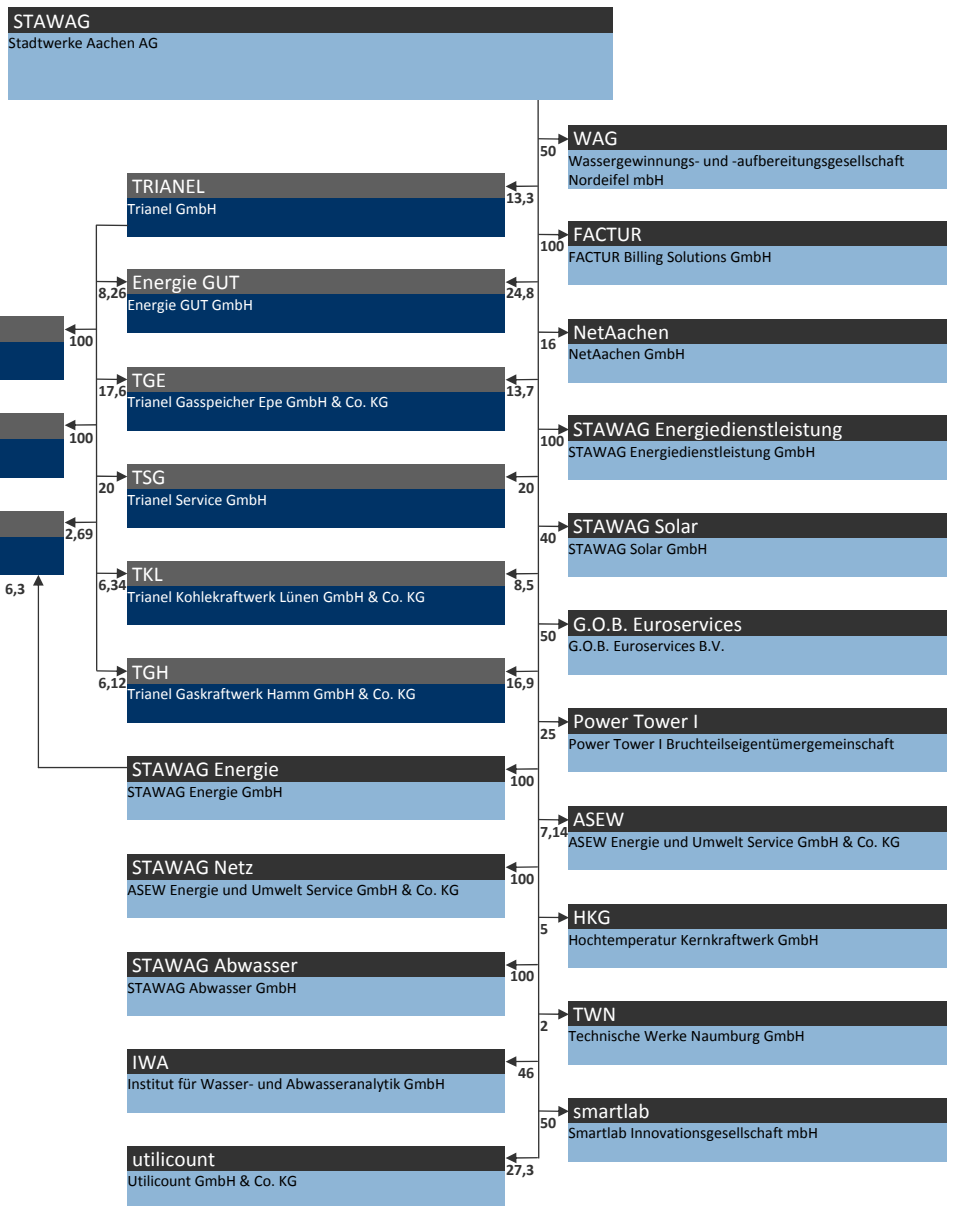 STAWAG
Stadtwerke Aachen AG
50
WAG
Wassergewinnungs- und -aufbereitungsgesellschaft
Nordeifel mbH
TRIANEL
Trianel GmbH
13,3
100
FACTUR
FACTUR Billing Solutions GmbH
8,26
Energie GUT
Energie GUT GmbH
24,8
16
NetAachen
NetAachen GmbH
100
17,6
TGE
Trianel Gasspeicher Epe GmbH & Co. KG
13,7
100
STAWAG Energiedienstleistung
STAWAG Energiedienstleistung GmbH
100
20
TSG
Trianel Service GmbH
20
40
STAWAG Solar
STAWAG Solar GmbH
2,69
6,3
6,34
TKL
Trianel Kohlekraftwerk Lünen GmbH & Co. KG
8,5
50
G.O.B. Euroservices
G.O.B. Euroservices B.V.
6,12
TGH
Trianel Gaskraftwerk Hamm GmbH & Co. KG
16,9
25
Power Tower I
Power Tower I Bruchteilseigentümergemeinschaft
STAWAG Energie
STAWAG Energie GmbH
100
7,14
ASEW
ASEW Energie und Umwelt Service GmbH & Co. KG
STAWAG Netz
ASEW Energie und Umwelt Service GmbH & Co. KG
100
5
HKG
Hochtemperatur Kernkraftwerk GmbH
STAWAG Abwasser
STAWAG Abwasser GmbH
100
2
TWN
Technische Werke Naumburg GmbH
IWA
Institut für Wasser- und Abwasseranalytik GmbH
46
50
smartlab
Smartlab Innovationsgesellschaft mbH
utilicount
Utilicount GmbH & Co. KG
27,3